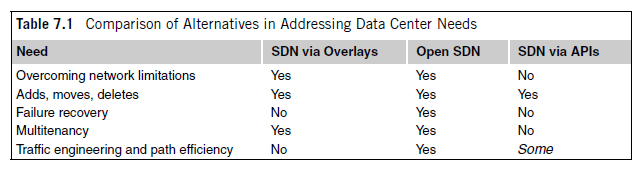 Table 7.1 Comparison of Alternatives in Addressing Data Center Needs
Need SDN via Overlays Open SDN SDN via APIs
Overcoming network limitations Yes Yes No
Adds, moves, deletes Yes Yes Yes
Failure recovery No Yes No
Multitenancy Yes Yes No
Traffic engineering and path efficiency No Yes Some